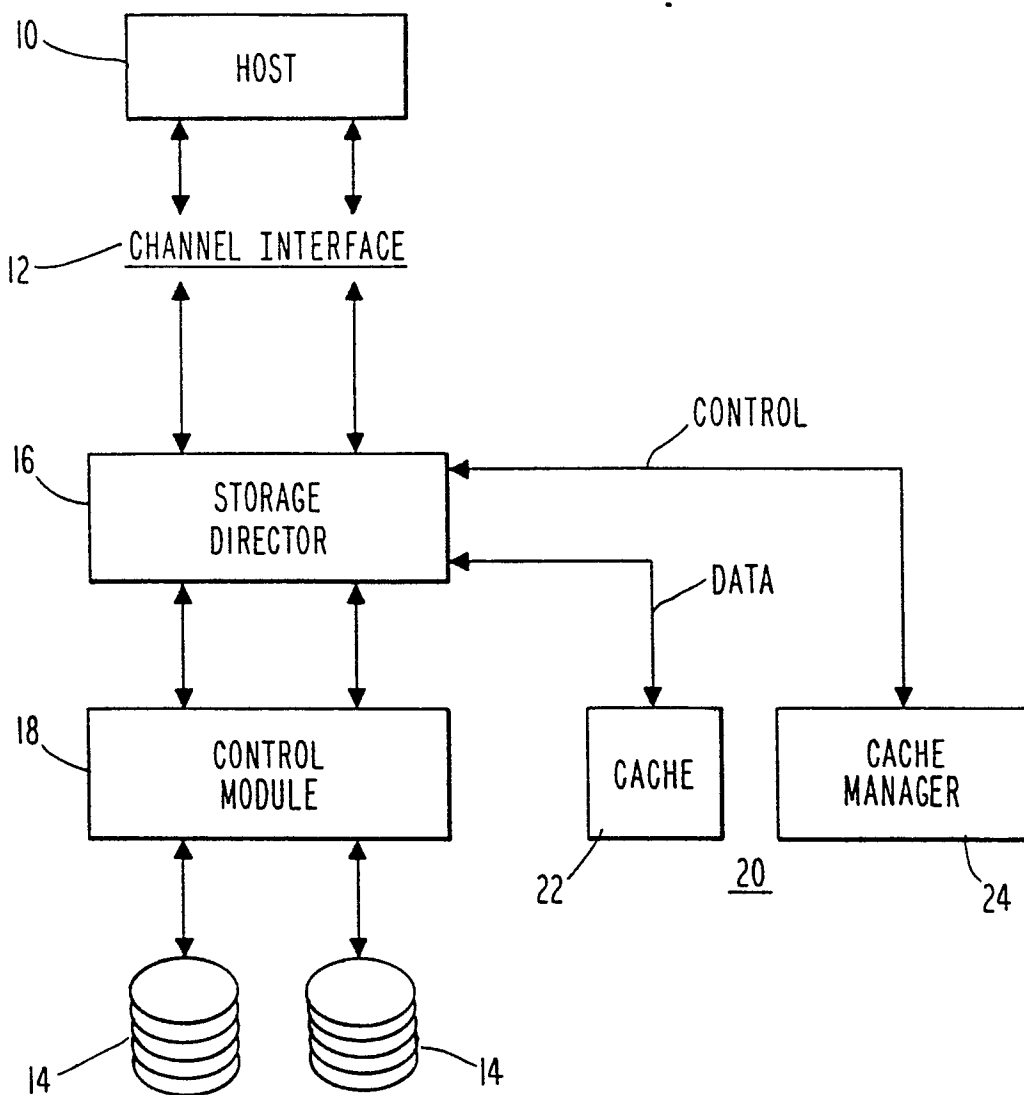 10
HOST
12
CHANNEL INTERFACE
CONTROL
16
STORAGE
DIRECTOR
DATA
18
CONTROL
MODULE
CACHE
CACHE
MANAGER
22
20
24
14
14